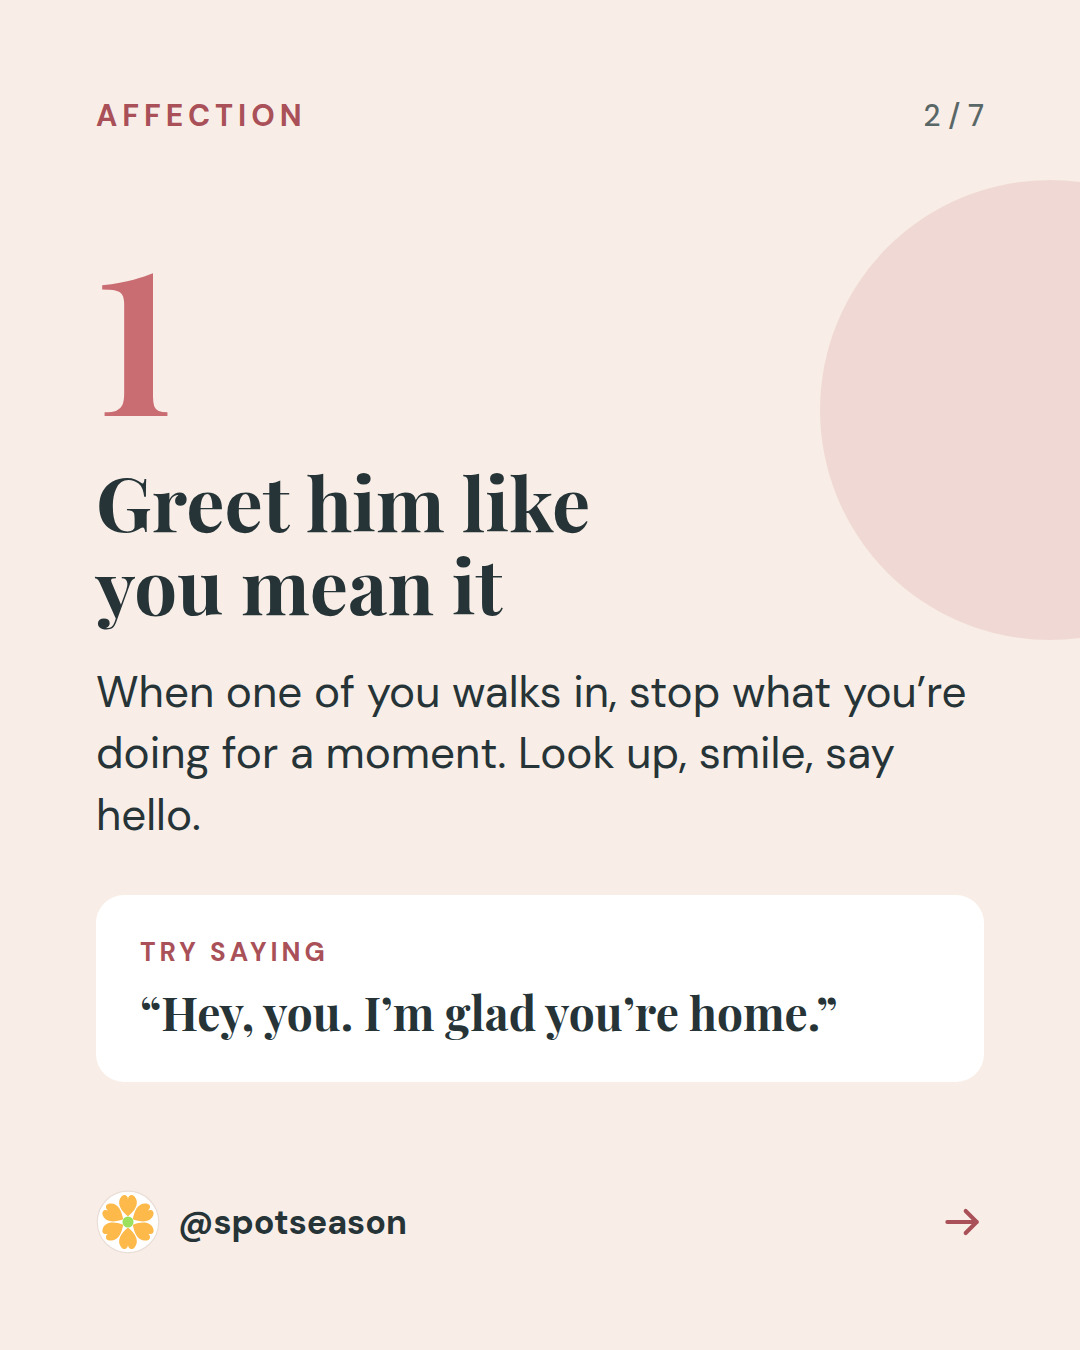 AFFECTION
2 / 7
1
Greet him like
you mean it
When one of you walks in, stop what you’re
doing for a moment. Look up, smile, say
hello.
TRY SAYING
“Hey, you. I’m glad you’re home.”
@spotseason